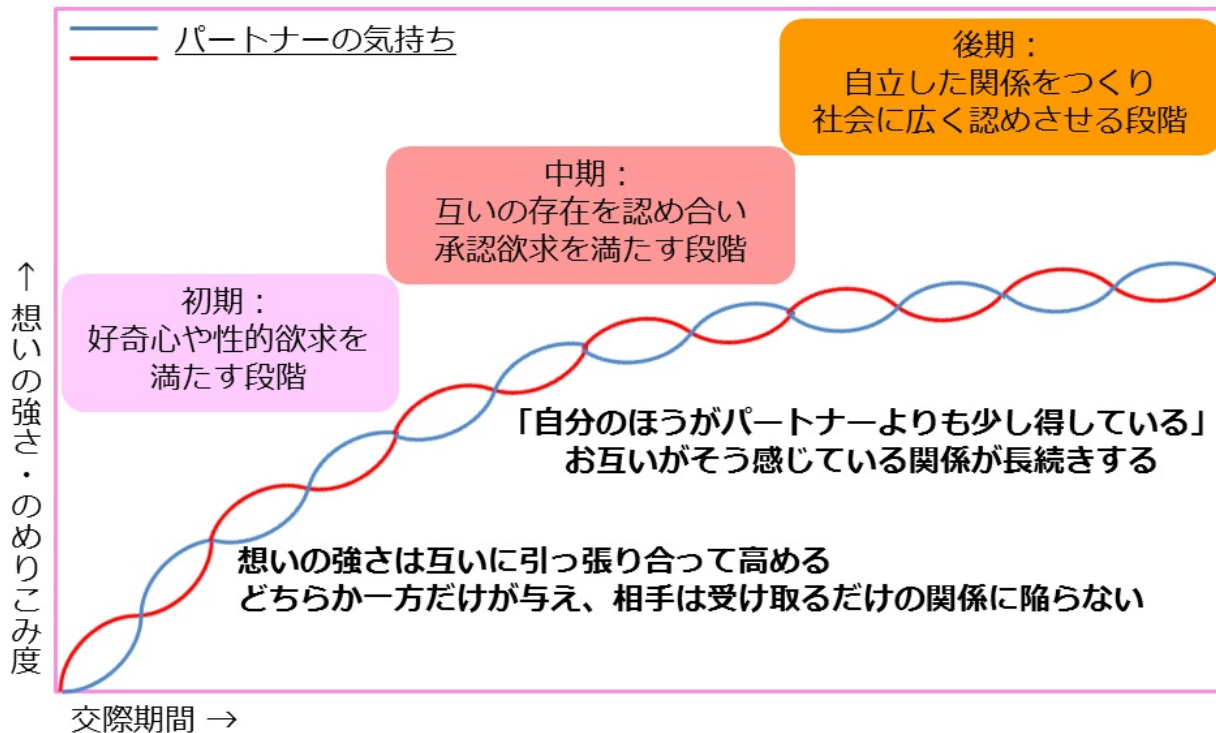 パートナーの気持ち
後期：
自立した関係をつくり
社会に広く認めさせる段階
中期：
互いの存在を認め合い
承認欲求を満たす段階
初期：
好奇心や性的欲求を
満たす段階
↑想いの強さ・のめりこみ度
「自分のほうがパートナーよりも少し得している」
お互いがそう感じている関係が長続きする
想いの強さは互いに引っ張り合って高める
どちらか一方だけが与え、相手は受け取るだけの関係に陥らない
交際期間 →